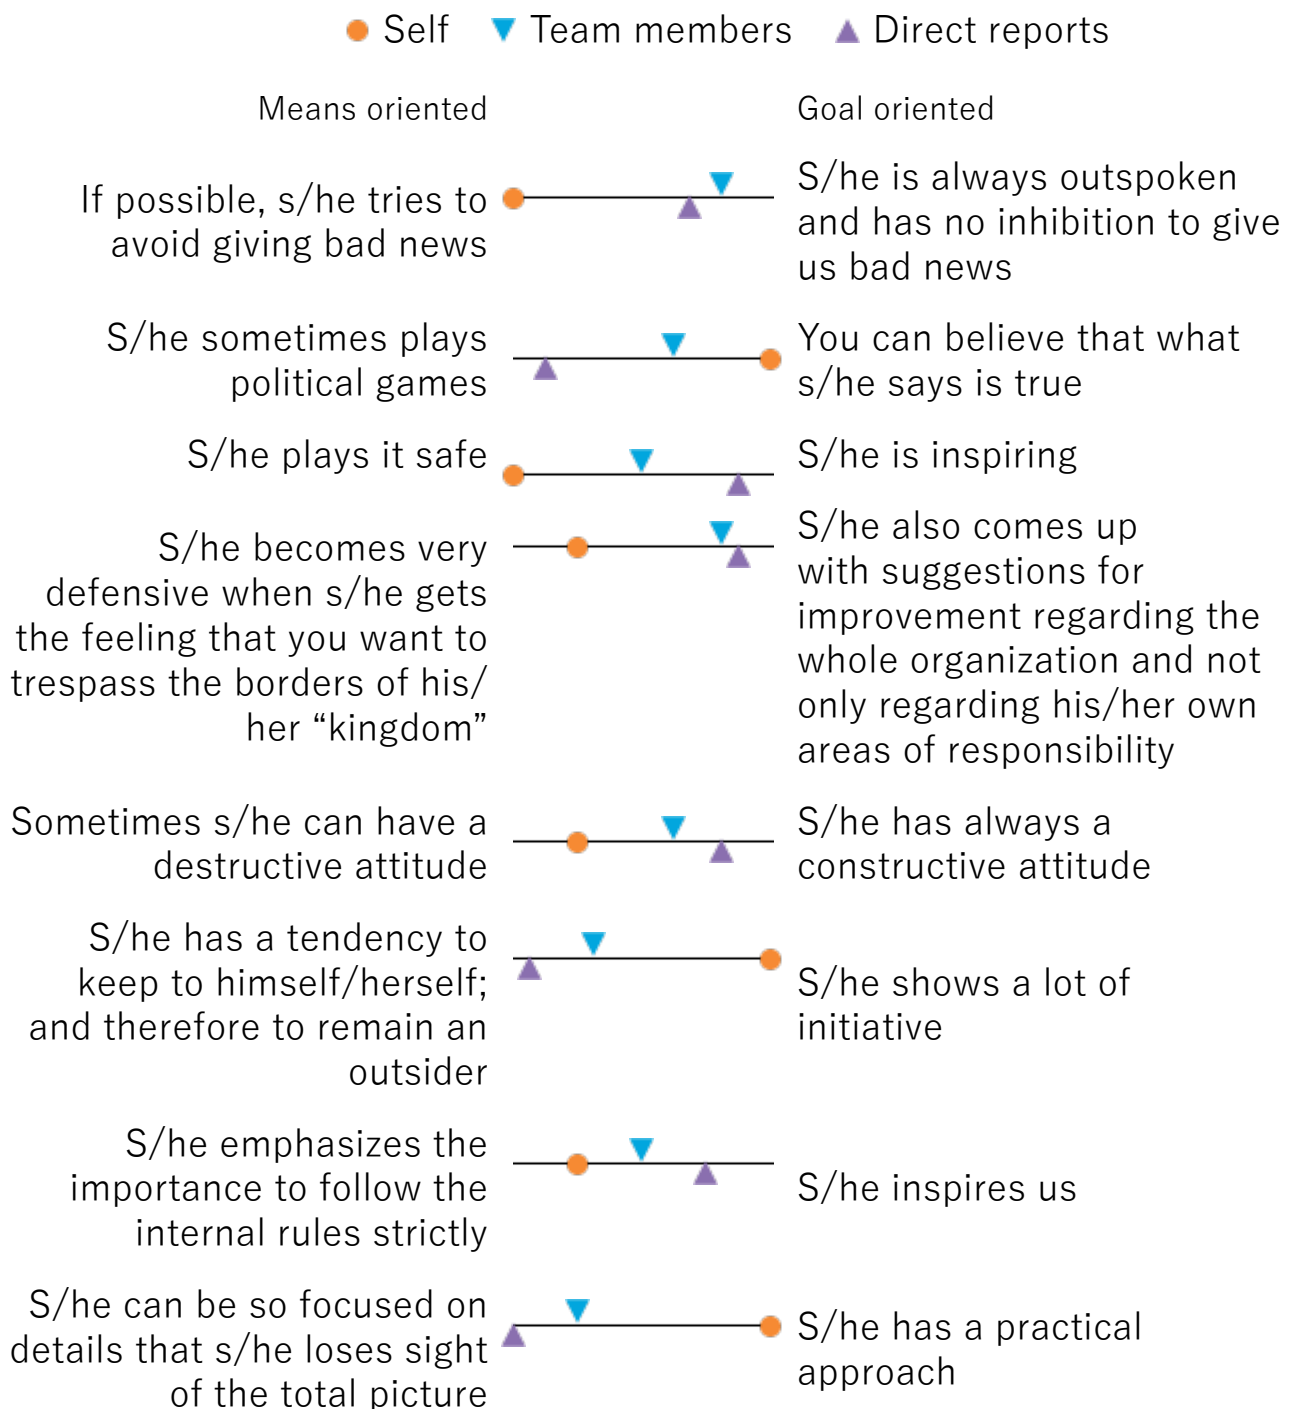 Self Team members Direct reports
Means oriented
Goal oriented
If possible, s/he tries to
avoid giving bad news
S/he is always outspoken
and has no inhibition to give
us bad news
S/he sometimes plays
political games
You can believe that what
s/he says is true
S/he plays it safe
S/he is inspiring
S/he becomes very
defensive when s/he gets
the feeling that you want to
trespass the borders of his/
her “kingdom”
S/he also comes up
with suggestions for
improvement regarding the
whole organization and not
only regarding his/her own
areas of responsibility
Sometimes s/he can have a
destructive attitude
S/he has always a
constructive attitude
S/he has a tendency to
keep to himself/herself;
and therefore to remain an
outsider
S/he shows a lot of
initiative
S/he emphasizes the
importance to follow the
internal rules strictly
S/he inspires us
S/he can be so focused on
details that s/he loses sight
of the total picture
S/he has a practical
approach